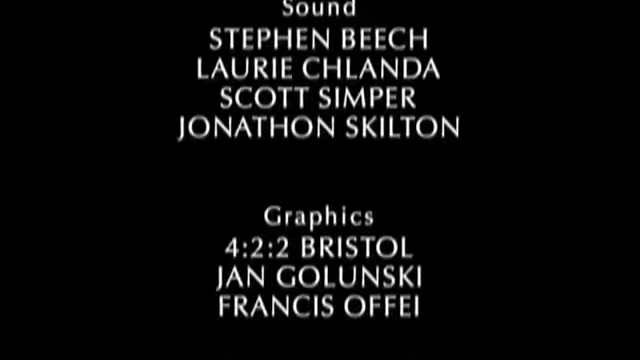 Sound
STEPHEN BEECH
LAURIE CHLANDA
SCOTT SIMPER
JONATHON SKILTON
Graphics
4:2:2 BRISTOL
JAN GOLUNSKI
FRANCIS OFFEI